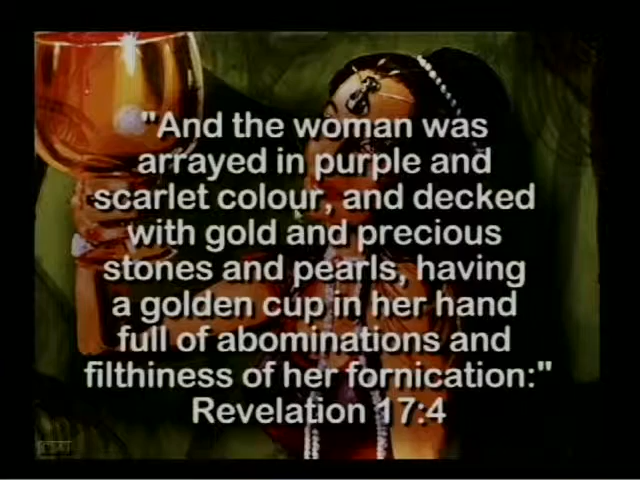 "And the woman was
arrayed in purple and
scarlet colour, and decked
with gold and precious
stones and pearls, having
a golden cup in her hand
full of abominations and
filthiness of her fornication:"
Revelation 17:4